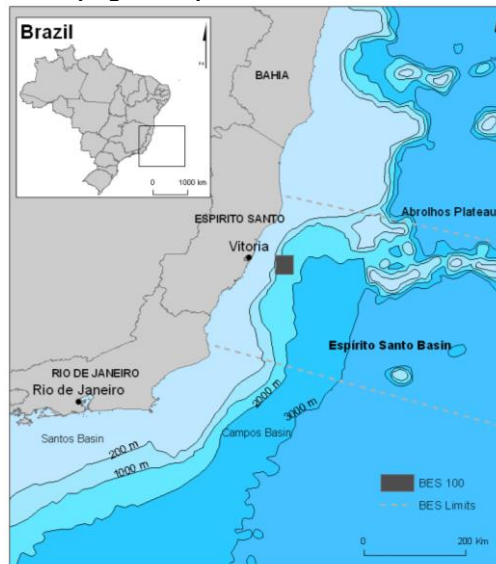 Brazil
N
0 1000 km
BAHIA
ESPIRITO SANTO
Abrolhos Plateau
Vitoria
Espírito Santo Basin
RIO DE JANEIRO
Rio de Janeiro
2000 m
3000 m
Campos Basin
Santos Basin
200 m
1000 m
BES 100
BES Limits
0 200 Km